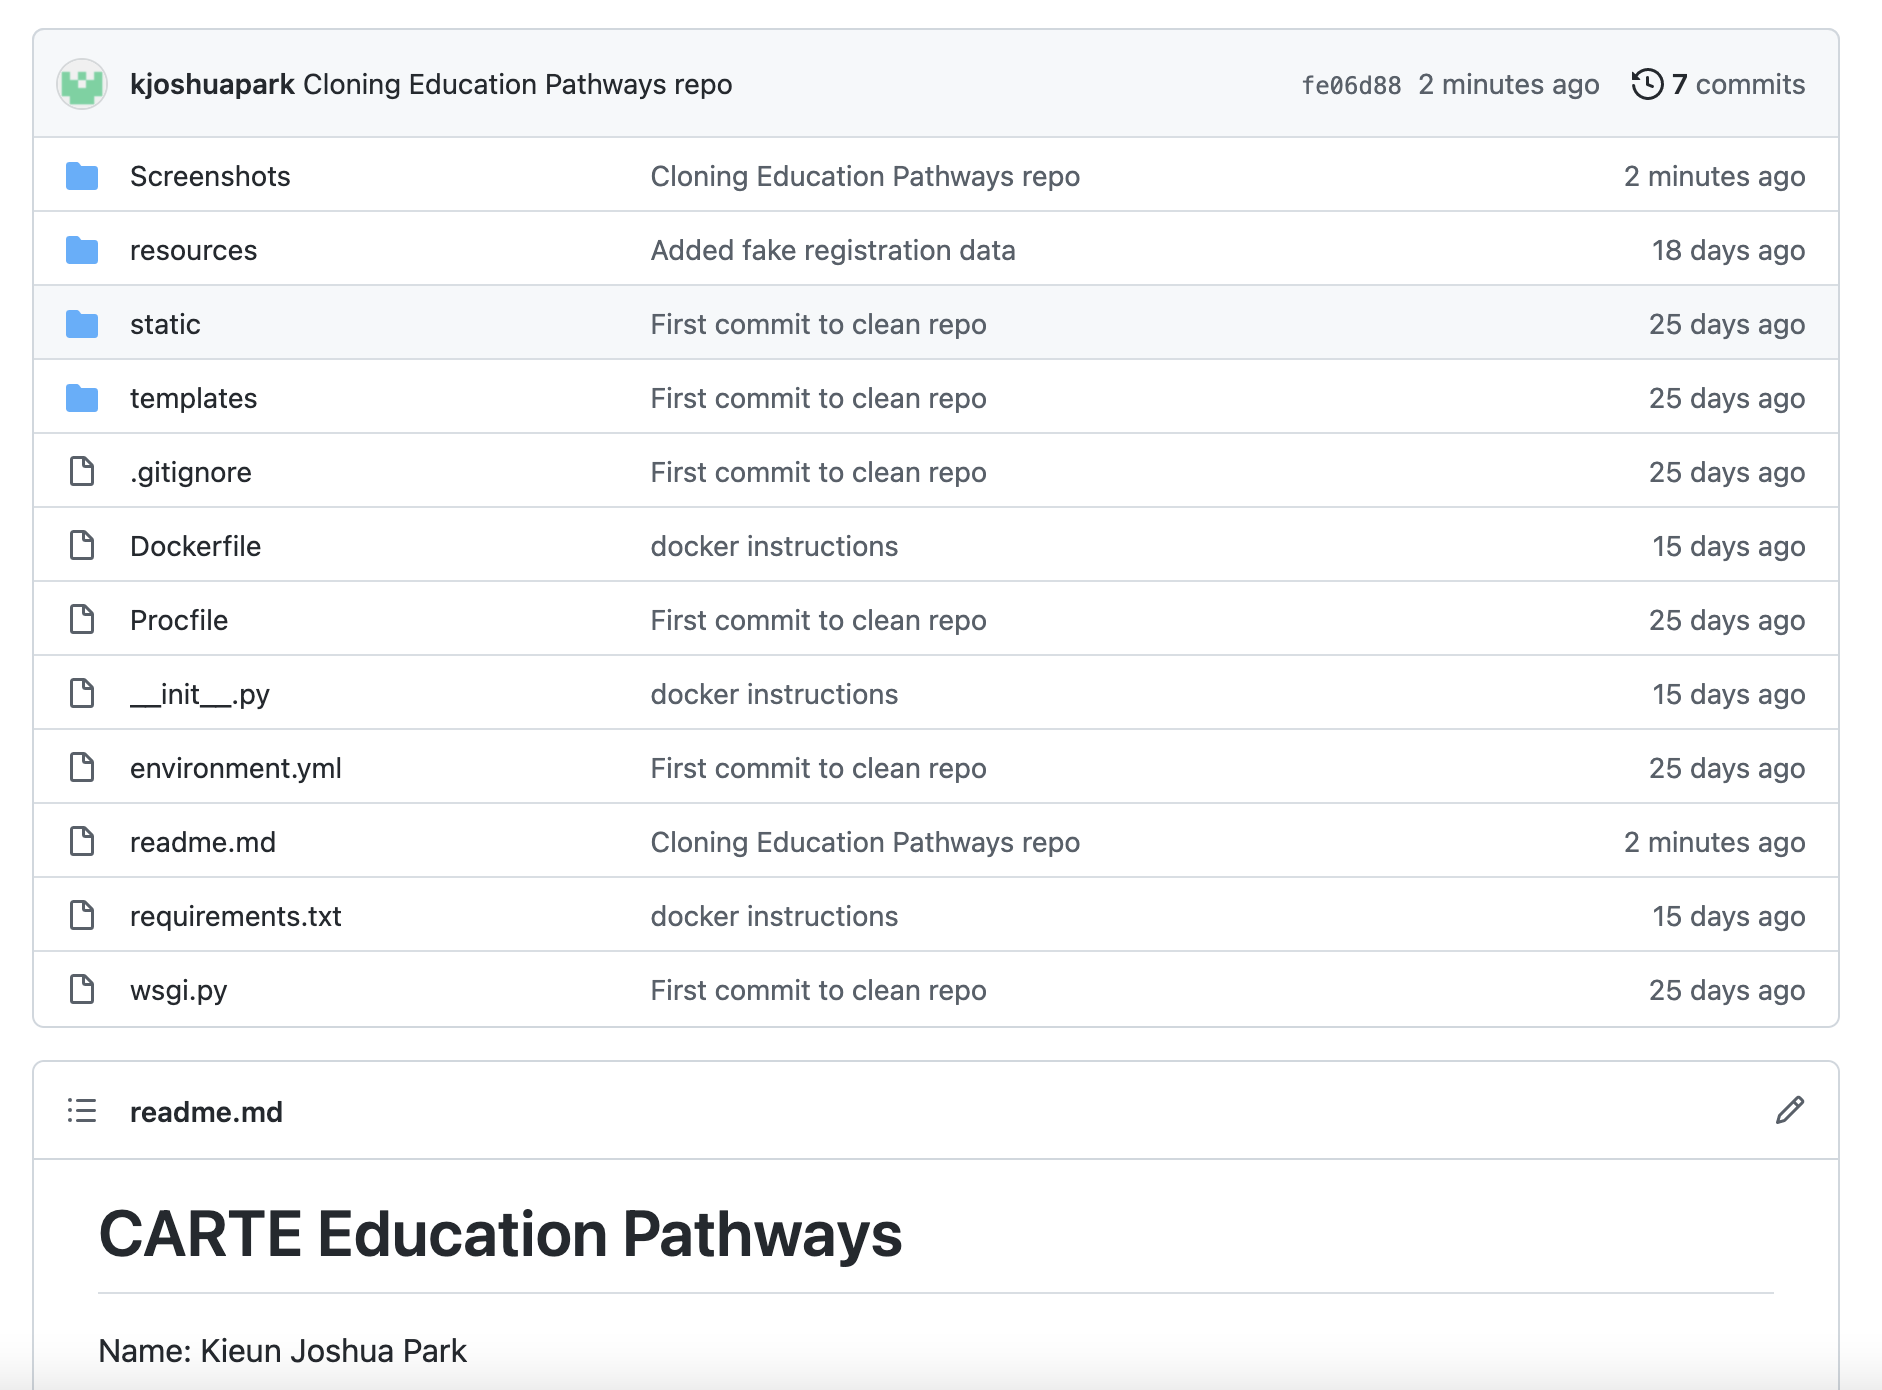 kjoshuapark Cloning Education Pathways repo fe06d88 2 minutes ago 7 commits
Screenshots Cloning Education Pathways repo 2 minutes ago
resources Added fake registration data 18 days ago
static First commit to clean repo 25 days ago
templates First commit to clean repo 25 days ago
.gitignore First commit to clean repo 25 days ago
Dockerfile docker instructions 15 days ago
Procfile First commit to clean repo 25 days ago
__init__.py docker instructions 15 days ago
environment.yml First commit to clean repo 25 days ago
readme.md Cloning Education Pathways repo 2 minutes ago
requirements.txt docker instructions 15 days ago
wsgi.py First commit to clean repo 25 days ago
readme.md
CARTE Education Pathways
Name: Kieun Joshua Park